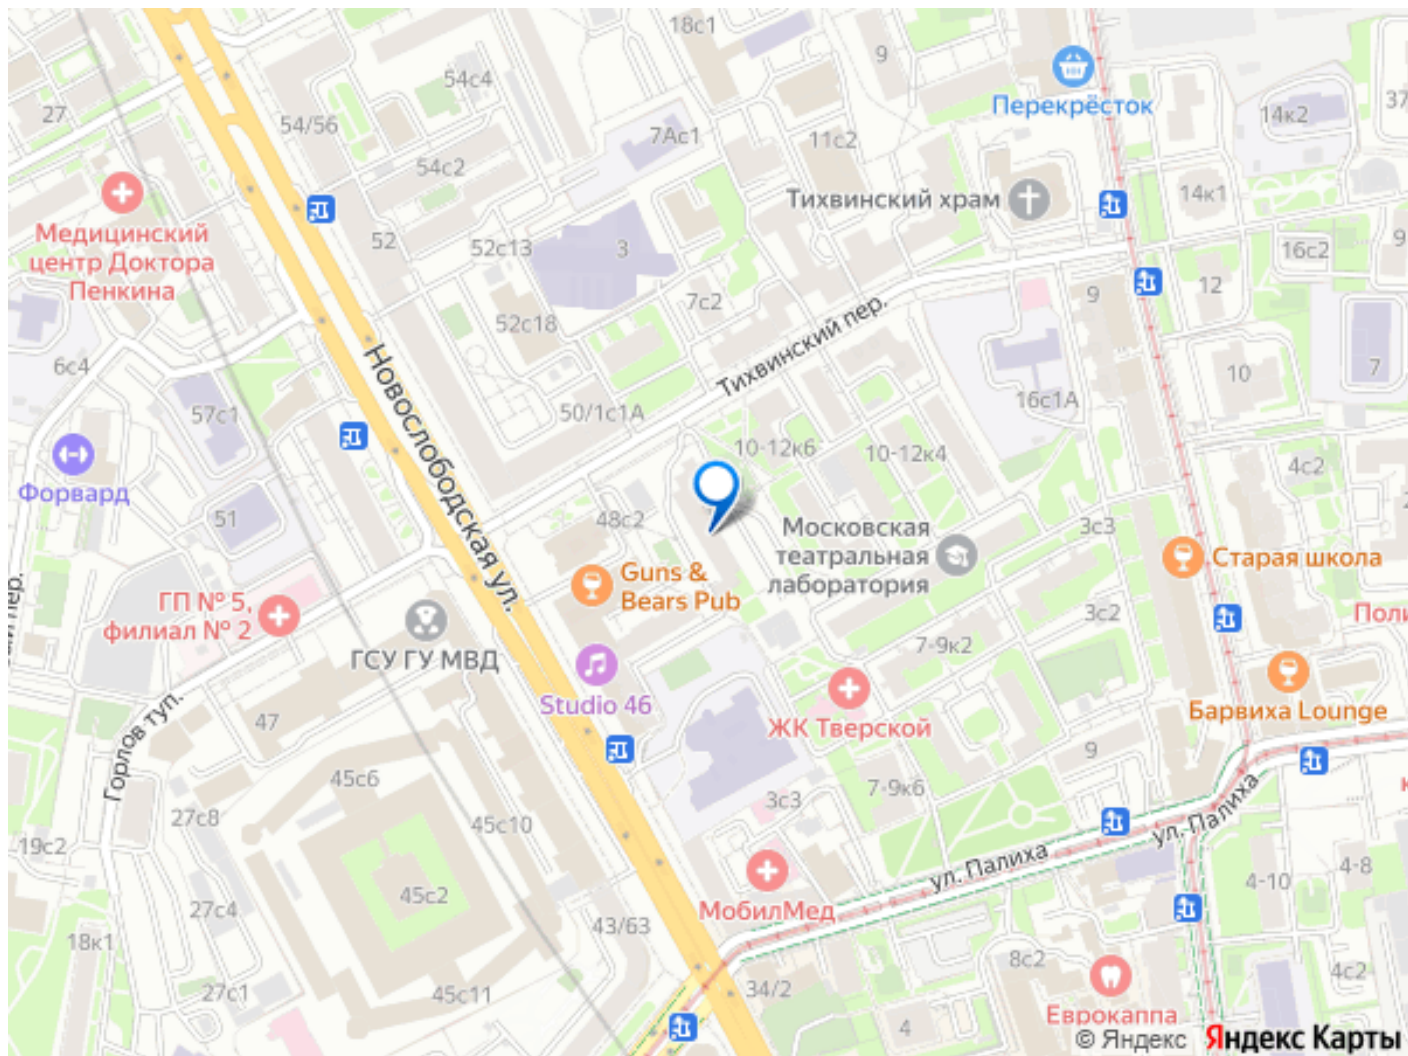 18с1
9
54с4
27
54/56
7Ас1
11с2
Перекрёсток
14к2
37
54с2
Тихвинский храм
14к1
Медицинский
центр Доктора
Пенкина
52
52с13
3
16с2
9
7с2
9
12
52с18
Тихвинский пер.
6с4
Новослободская ул.
57с1
50/1с1А
16с1А
10
7
10-12к6
10-12к4
4с2
Форвард
51
48с2
Московская
театральная
лаборатория
3с3
Старая школа
Guns &
Bears Pub
ГП № 5,
филиал № 2
ГСУ ГУ МВД
3с2
7-9к2
Studio 46
ЖК Тверской
Барвиха Lounge
47
Горлов туп.
45с6
7-9к6
9
3с3
27с8
45с10
ул. Палиха
ул. Палиха
19с2
45с2
МобилМед
4-10
4-8
27с4
43/63
18к1
8с2
4с2
27с1
45с11
34/2
4
Еврокаппа
© Яндекс Яндекс Карты